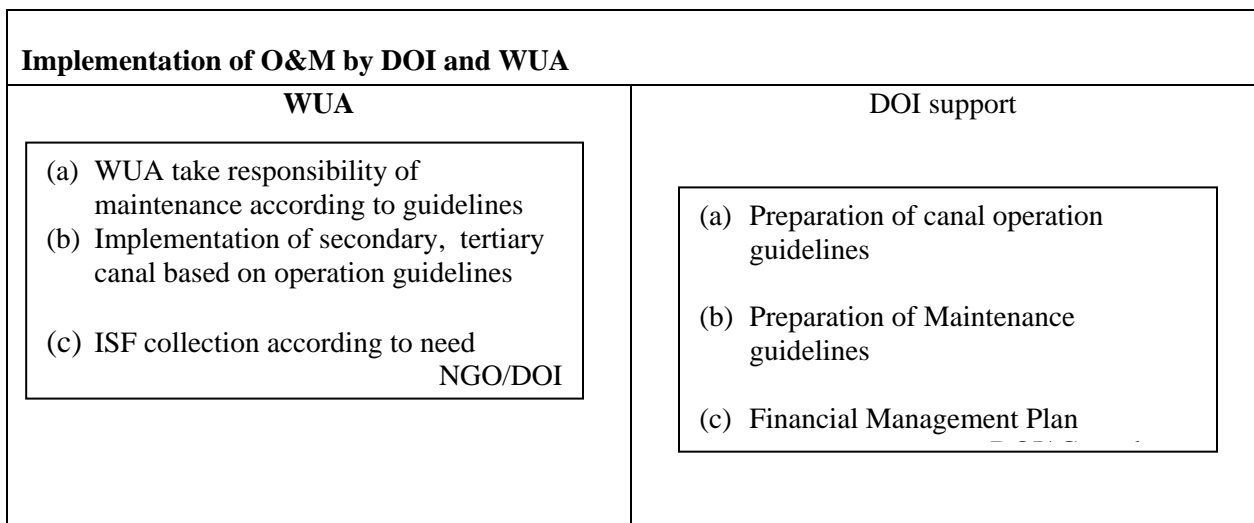 Implementation of O&M by DOI and WUA
WUA
(a) WUA take responsibility of
maintenance according to guidelines
(b) Implementation of secondary, tertiary
canal based on operation guidelines
(c) ISF collection according to need
NGO/DOI
DOI support
(a) Preparation of canal operation
guidelines
(b) Preparation of Maintenance
guidelines
(c) Financial Management Plan